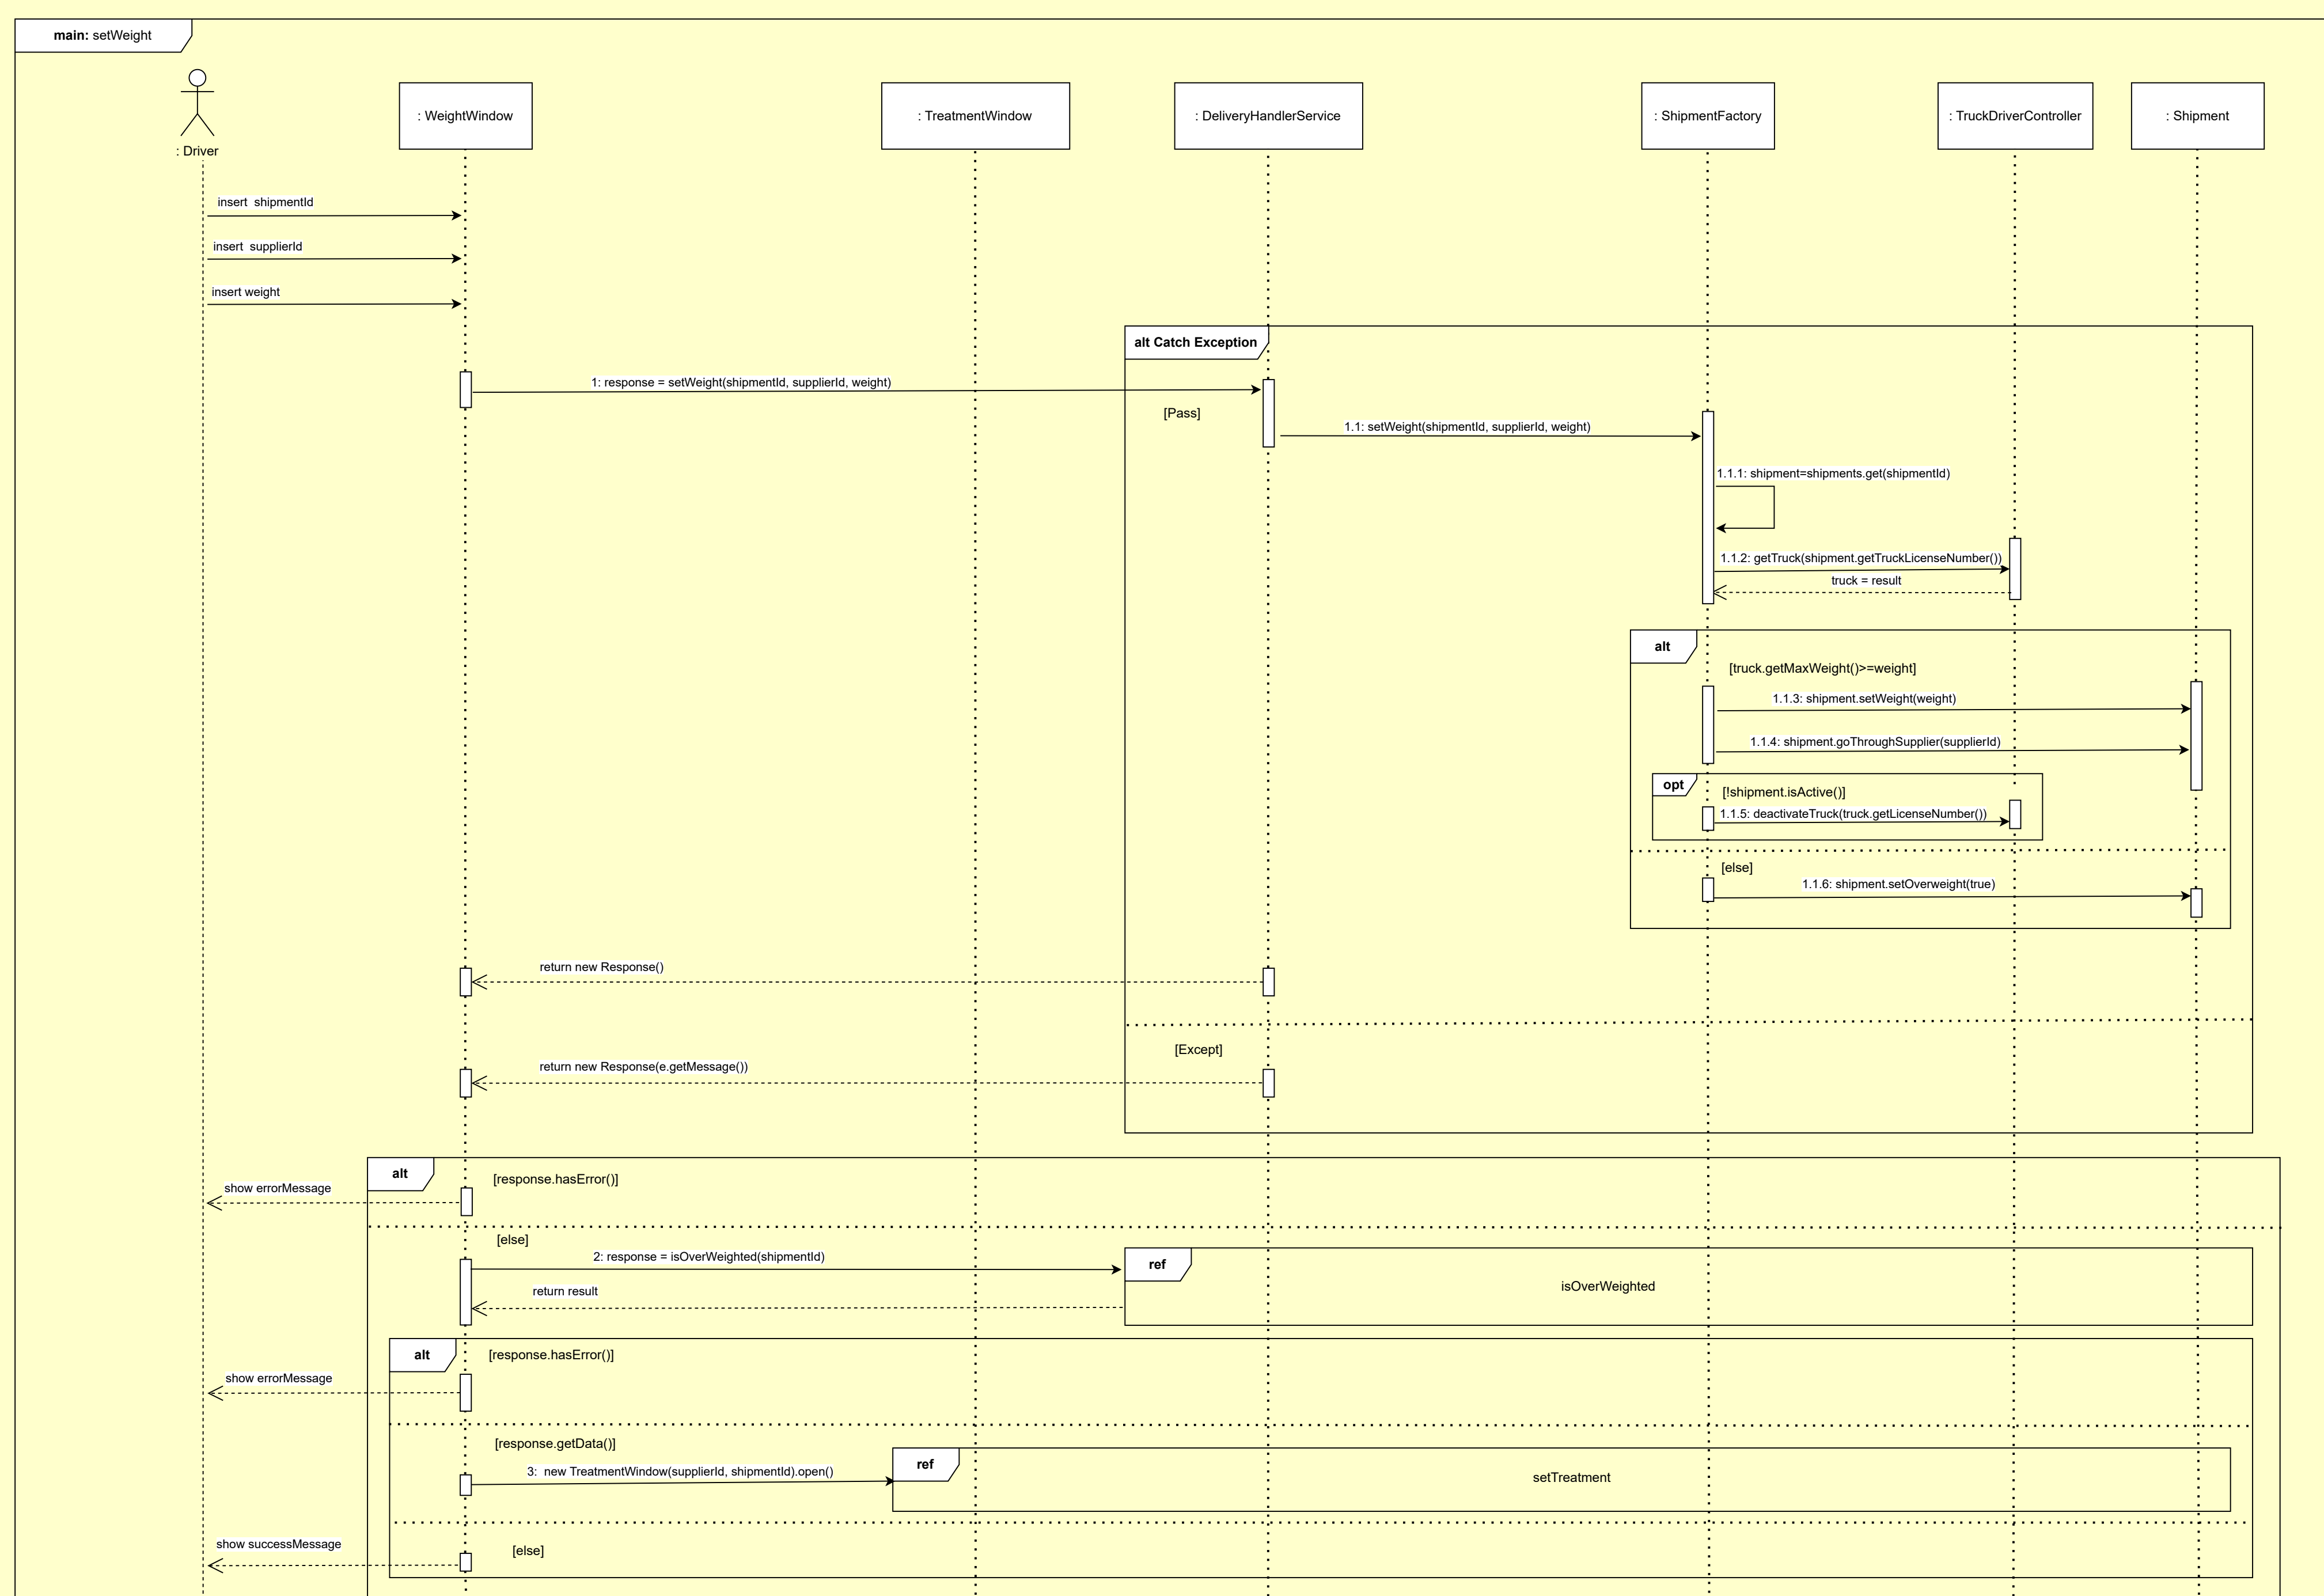 main: setWeight
: Driver
: WeightWindow
: TreatmentWindow
: DeliveryHandlerService
: ShipmentFactory
: TruckDriverController
: Shipment
insert  shipmentId
insert  supplierId
insert weight
alt Catch Exception
1: response = setWeight(shipmentId, supplierId, weight)
[Pass]
1.1: setWeight(shipmentId, supplierId, weight)
1.1.1: shipment=shipments.get(shipmentId)
1.1.2: getTruck(shipment.getTruckLicenseNumber())
truck = result
alt
[truck.getMaxWeight()>=weight]
1.1.3: shipment.setWeight(weight)
1.1.4: shipment.goThroughSupplier(supplierId)
opt
[!shipment.isActive()]
1.1.5: deactivateTruck(truck.getLicenseNumber())
[else]
1.1.6: shipment.setOverweight(true)
return new Response()
[Except]
return new Response(e.getMessage())
alt
[response.hasError()]
show errorMessage
[else]
2: response = isOverWeighted(shipmentId)
ref
isOverWeighted
return result
alt
[response.hasError()]
show errorMessage
[response.getData()]
3:  new TreatmentWindow(supplierId, shipmentId).open()
ref
setTreatment
show successMessage
[else]